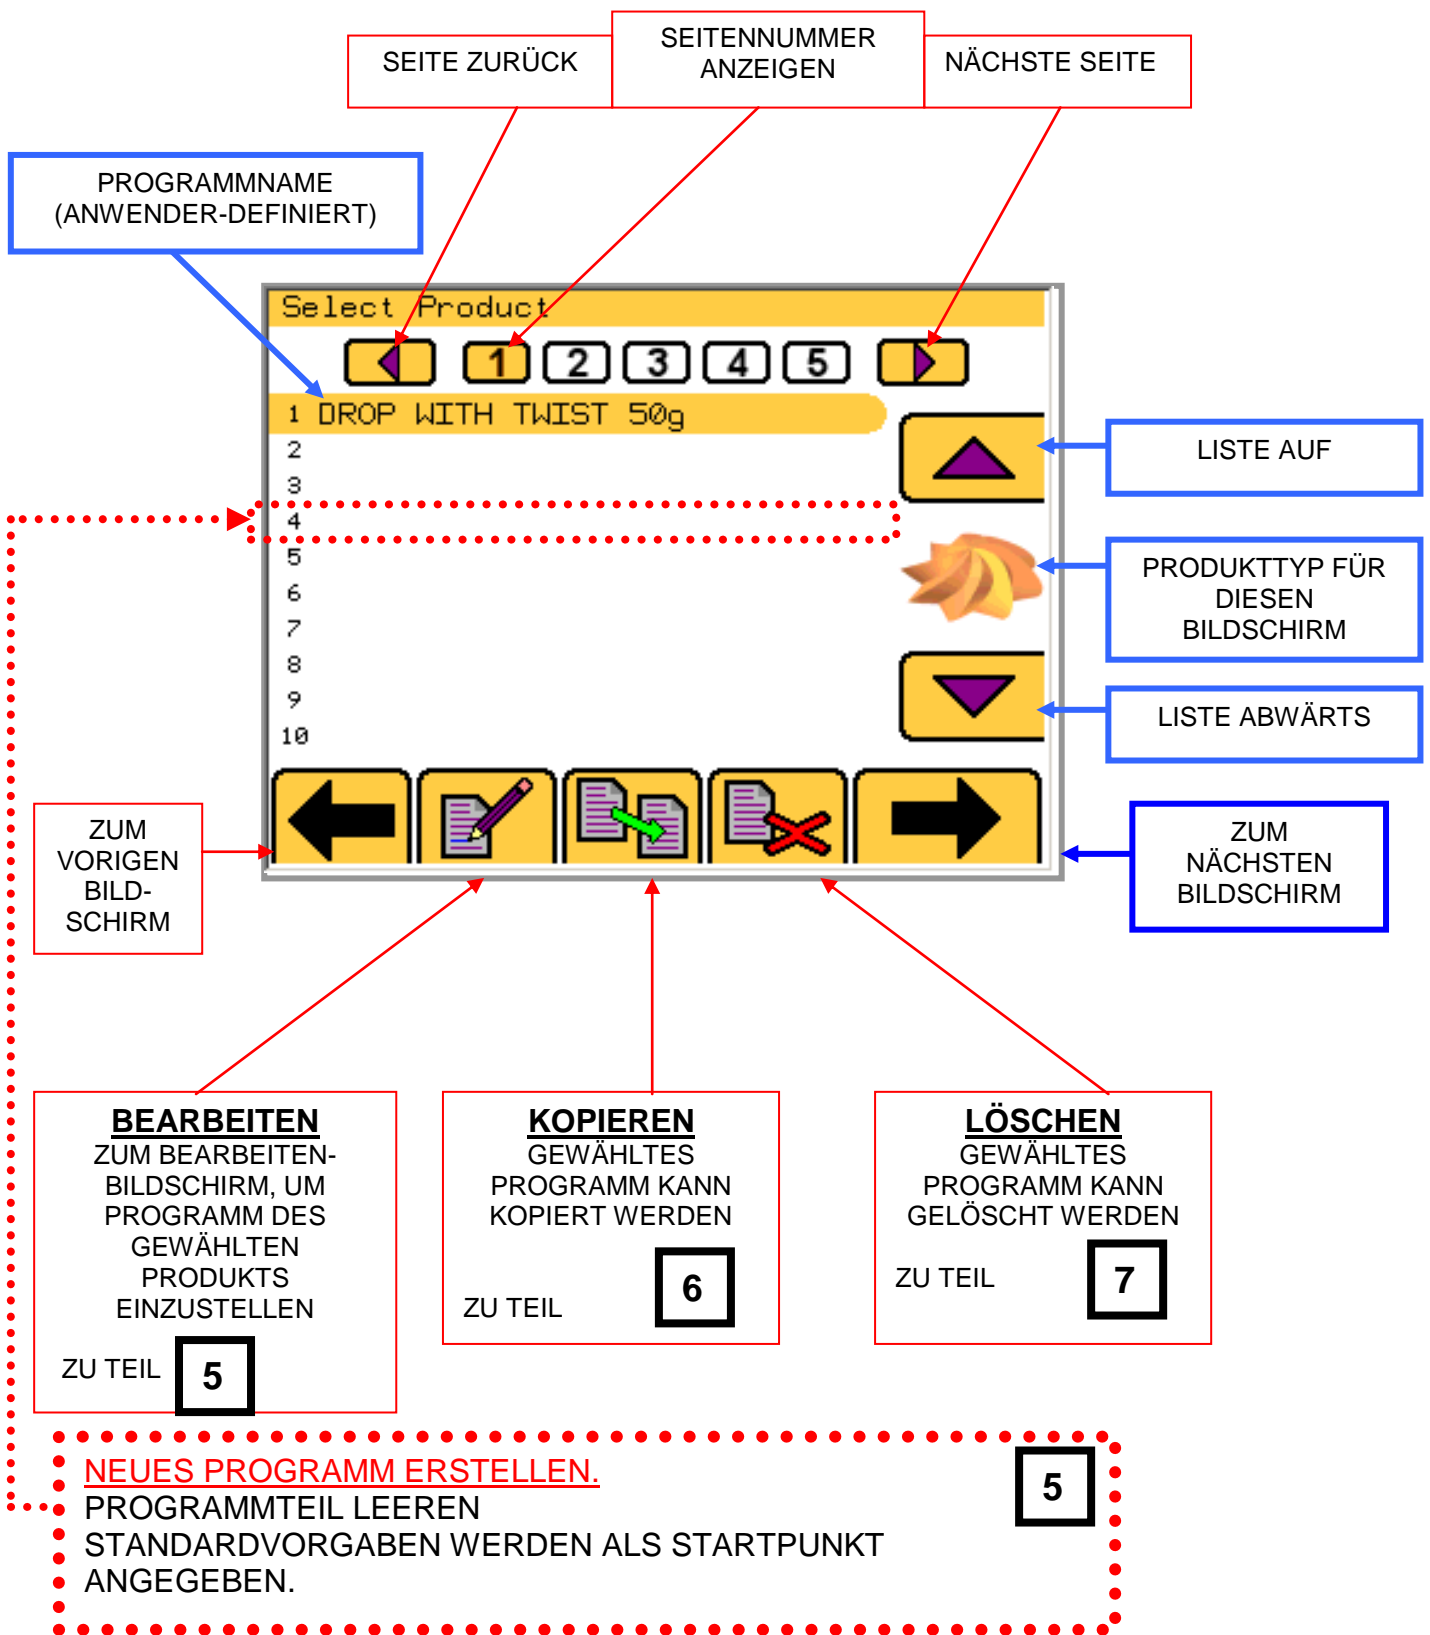 SEITE ZURÜCK
SEITENNUMMER
ANZEIGEN
NÄCHSTE SEITE
PROGRAMMNAME
(ANWENDER-DEFINIERT)
Select Product
1 2 3 4 5
1 DROP WITH TWIST 50g
2
3
4
5
6
7
8
9
10
LISTE AUF
PRODUKTTYP FÜR
DIESEN
BILDSCHIRM
LISTE ABWÄRTS
ZUM
VORIGEN
BILD-
SCHIRM
ZUM
NÄCHSTEN
BILDSCHIRM
BEARBEITEN
ZUM BEARBEITEN-
BILDSCHIRM, UM
PROGRAMM DES
GEWÄHLTEN
PRODUKTS
EINZUSTELLEN
ZU TEIL 5
KOPIEREN
GEWÄHLTES
PROGRAMM KANN
KOPIERT WERDEN
ZU TEIL 6
LÖSCHEN
GEWÄHLTES
PROGRAMM KANN
GELÖSCHT WERDEN
ZU TEIL 7
NEUES PROGRAMM ERSTELLEN. 5
PROGRAMMTEIL LEEREN
STANDARDVORGABEN WERDEN ALS STARTPUNKT
ANGEGEBEN.